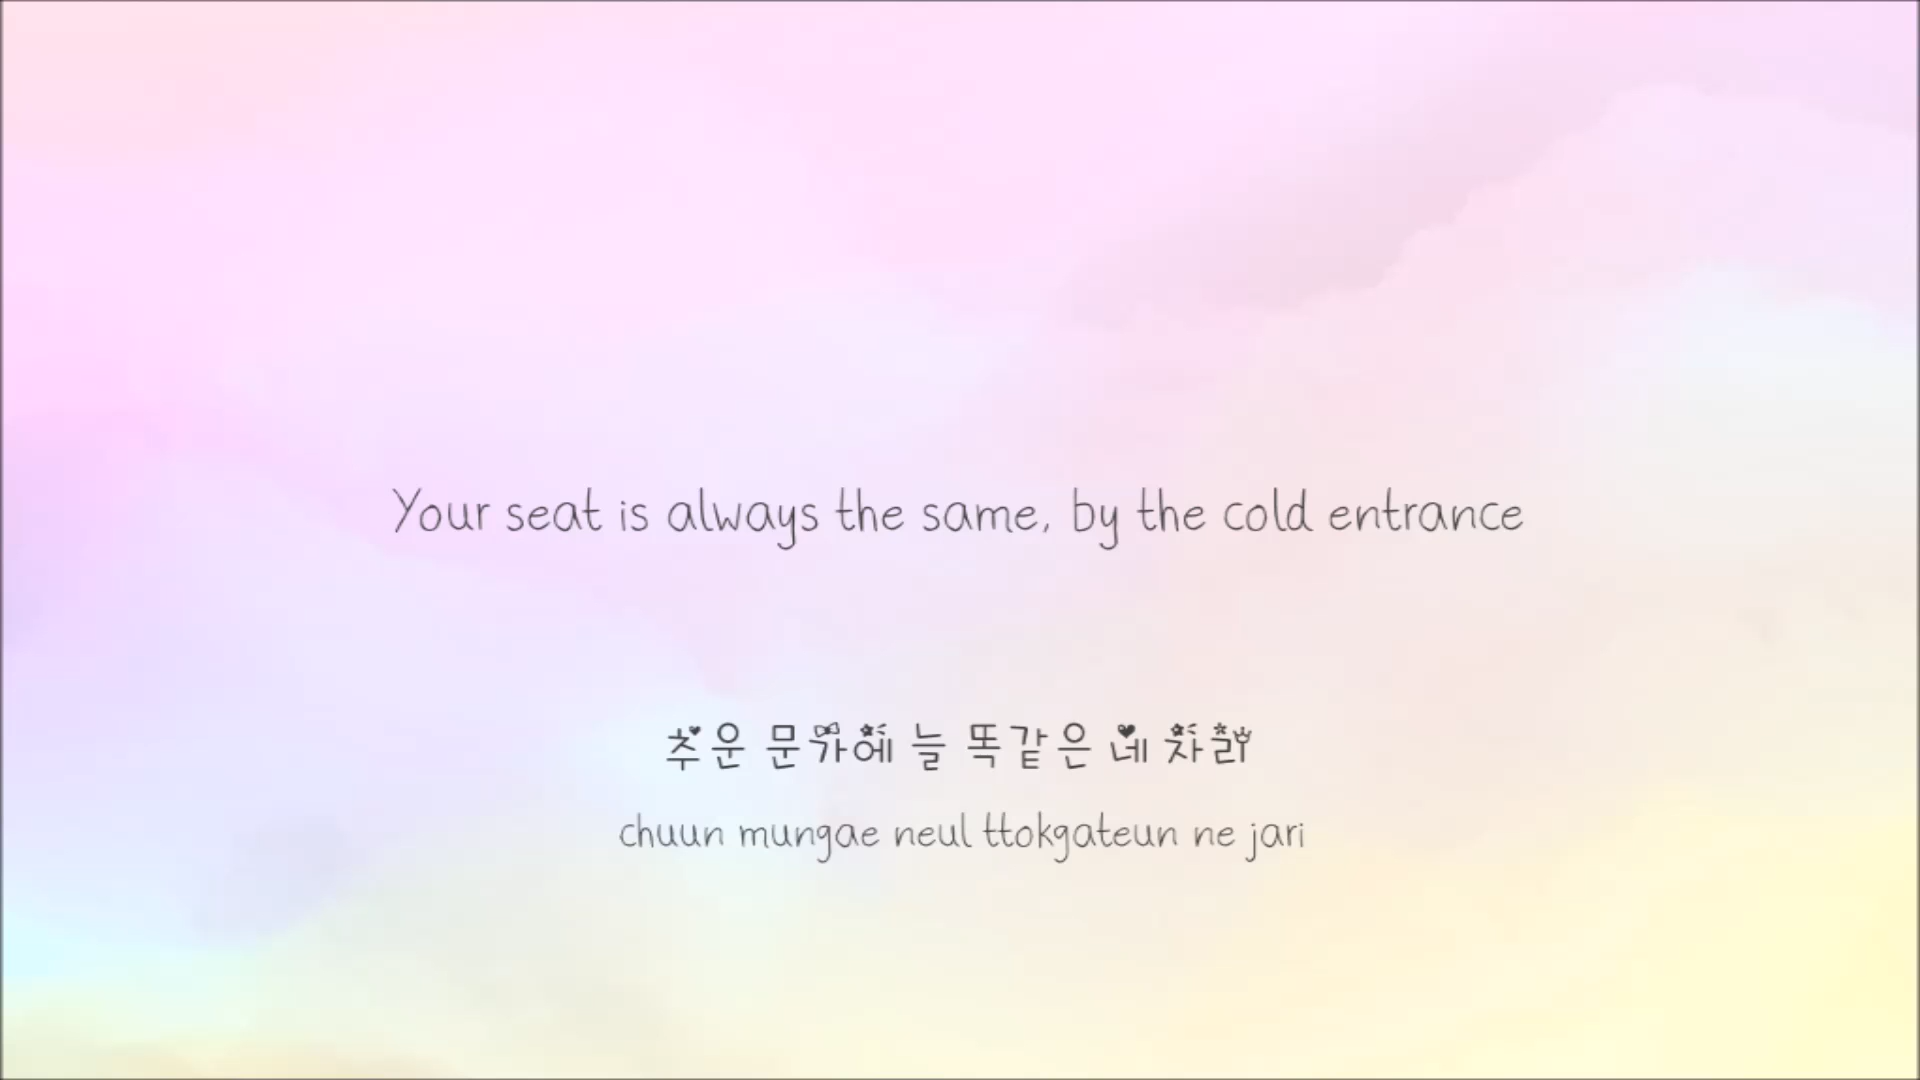 Your seat is always the same, by the cold entrance
추운 문가에 늘 똑같은 네 자리
chuun mungae neul ttokgateun ne jari